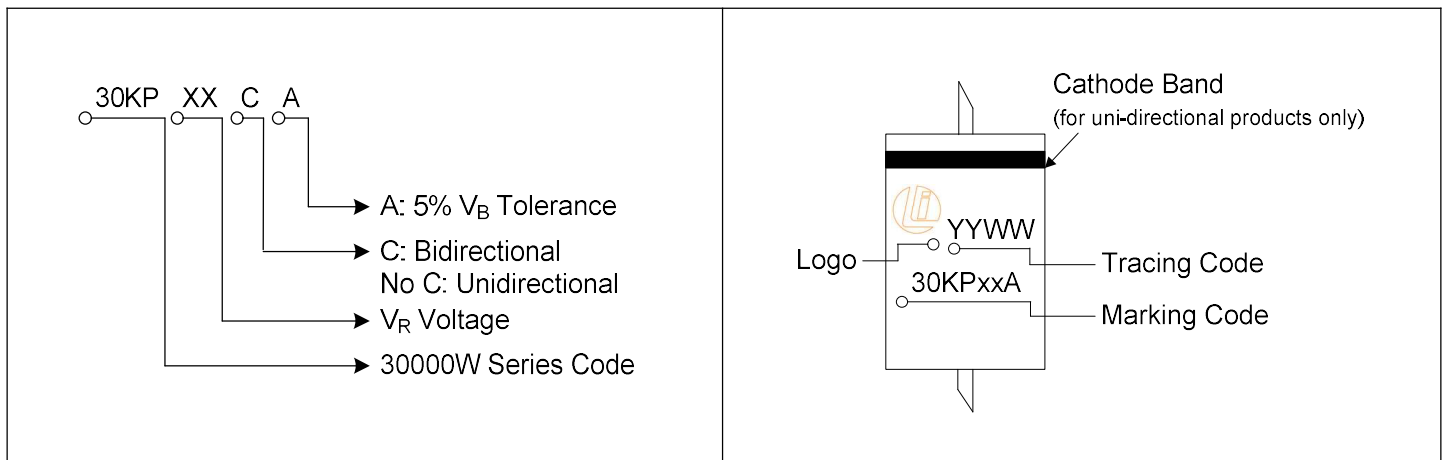 30KP XX C A
A: 5% VB Tolerance
C: Bidirectional
No C: Unidirectional
VR Voltage
30000W Series Code
Cathode Band
(for uni-directional products only)
YYWW
Logo
Tracing Code
30KPxxA
Marking Code